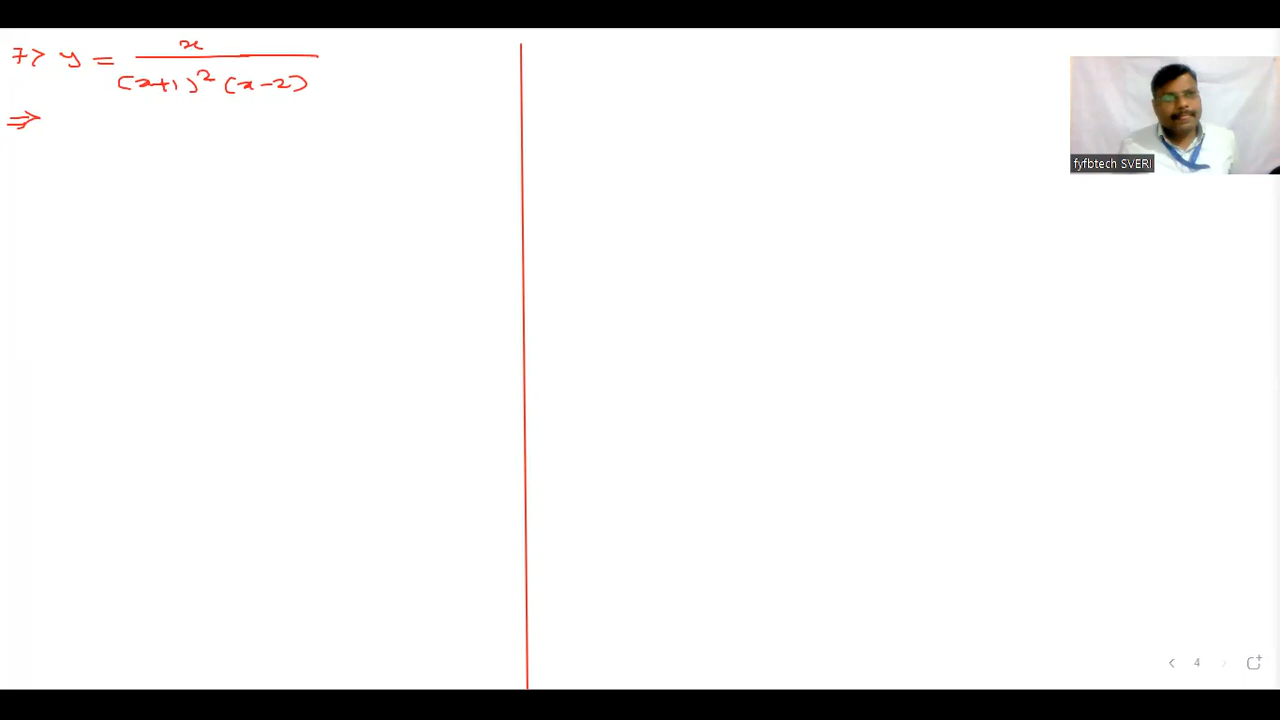 7> y = x / (x+1)² (x-2)
⇒
fyfbtech SVERI
< 4 >